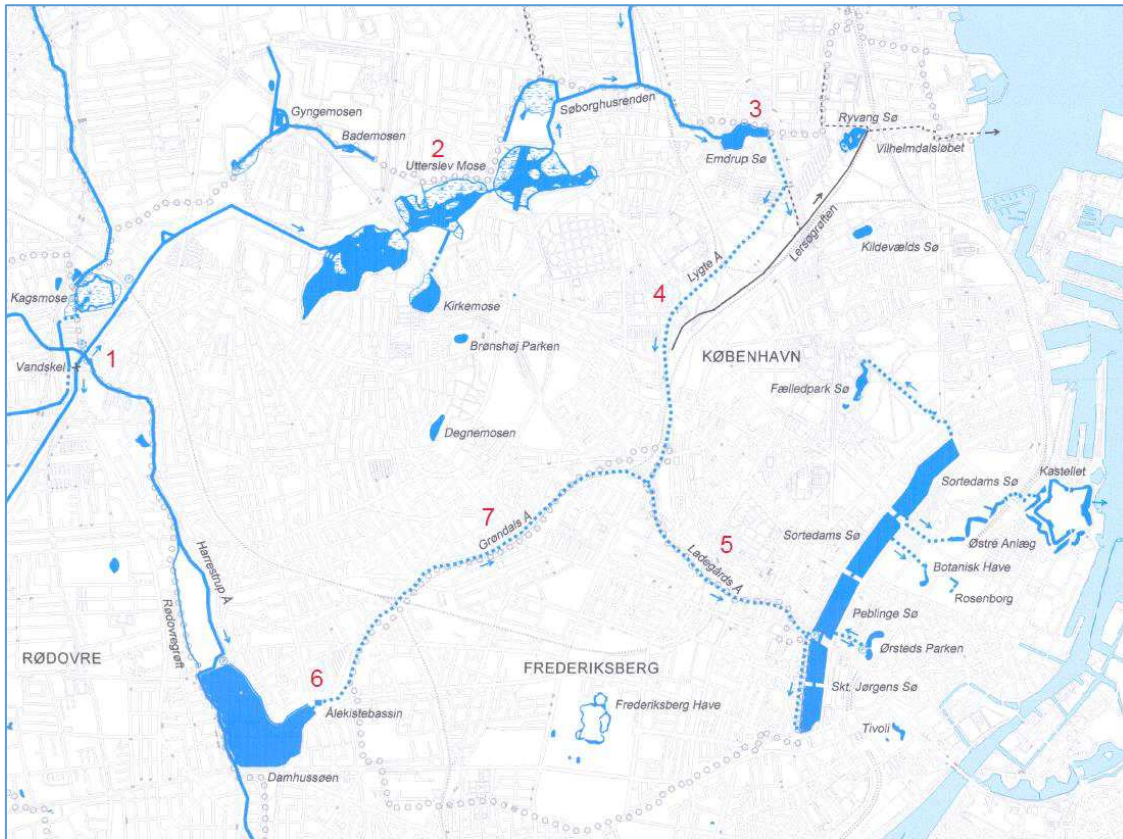 Gyngemosen
Bademosen
2
Utterslev Mose
Søborghusrenden
3
Emdrup Sø
Ryvang Sø
Vilhelmdalsløbet
Lersøgrøften
Kildevælds Sø
Lygte Å
4
Kagsmose
Kirkemose
Vandskel
1
Brønshøj Parken
KØBENHAVN
Fælledpark Sø
Degnemosen
Kastellet
Sortedams Sø
7
Grøndals Å
Sortedams Sø
Østre Anlæg
5
Ladegårds Å
Botanisk Have
Rosenborg
Harrestrup Å
Rødovregrøft
Peblinge Sø
Ørsteds Parken
RØDOVRE
FREDERIKSBERG
6
Skt. Jørgens Sø
Ålekistebassin
Frederiksberg Have
Tivoli
Damhussøen